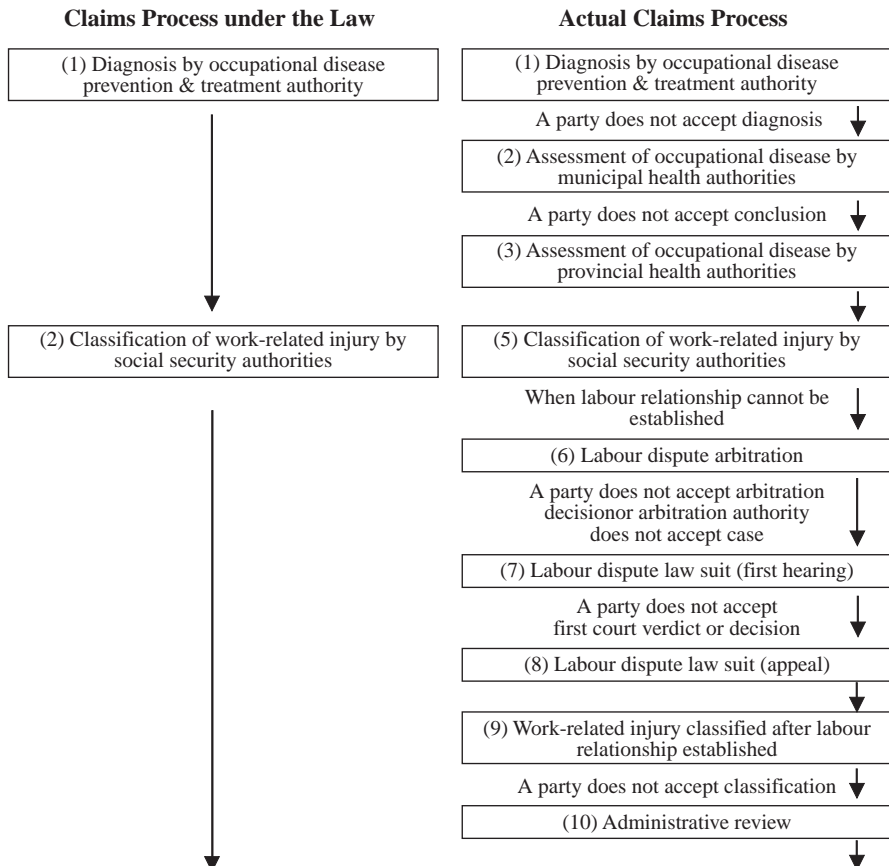 Claims Process under the Law
(1) Diagnosis by occupational disease
prevention & treatment authority
(2) Classification of work-related injury by
social security authorities
Actual Claims Process
(1) Diagnosis by occupational disease
prevention & treatment authority
A party does not accept diagnosis
(2) Assessment of occupational disease by
municipal health authorities
A party does not accept conclusion
(3) Assessment of occupational disease by
provincial health authorities
(5) Classification of work-related injury by
social security authorities
When labour relationship cannot be
established
(6) Labour dispute arbitration
A party does not accept arbitration
decisionor arbitration authority
does not accept case
(7) Labour dispute law suit (first hearing)
A party does not accept
first court verdict or decision
(8) Labour dispute law suit (appeal)
(9) Work-related injury classified after labour
relationship established
A party does not accept classification
(10) Administrative review